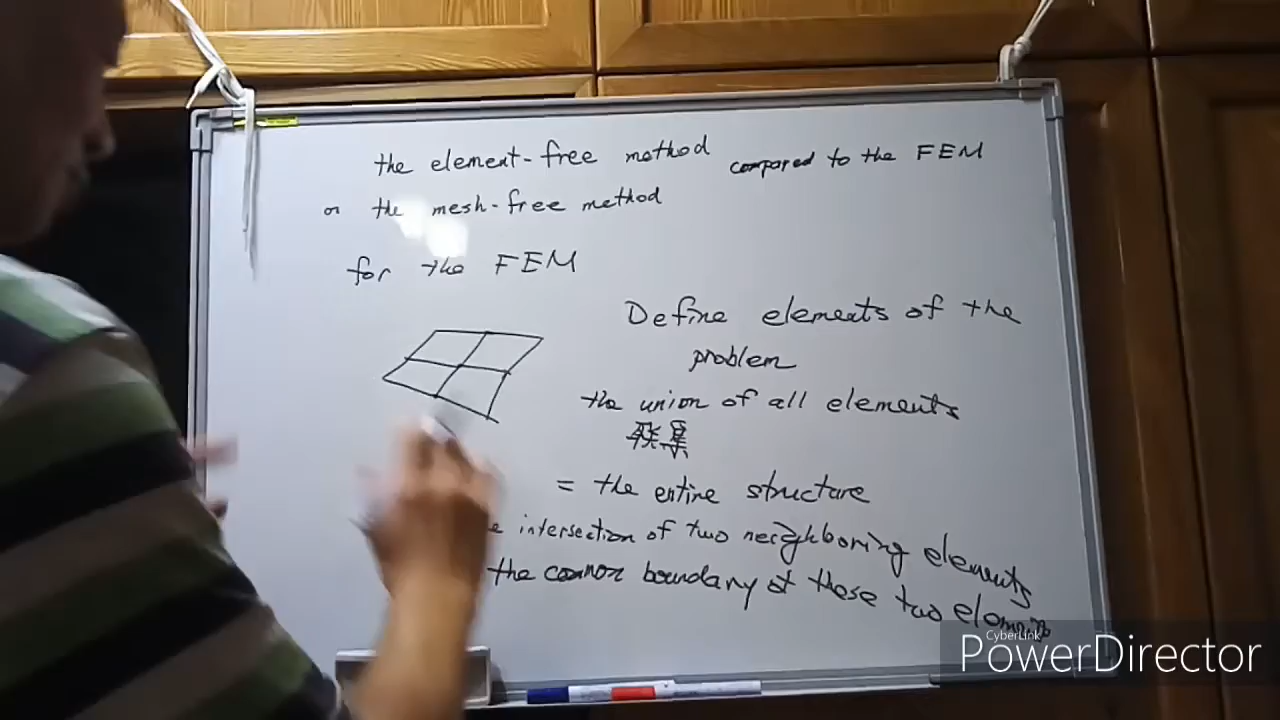 the element-free method compared to the FEM
or the mesh-free method
for the FEM
Define elements of the
problem
the union of all elements
= the entire structure
intersection of two neighboring elements
the common boundary of these two elements
CyberLink
PowerDirector